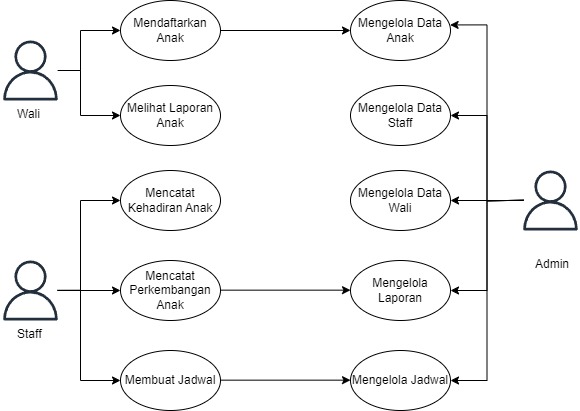 Mendaftarkan
Anak
Mengelola Data
Anak
Wali
Melihat Laporan
Anak
Mengelola Data
Staff
Mencatat
Kehadiran Anak
Mengelola Data
Wali
Admin
Mencatat
Perkembangan
Anak
Mengelola
Laporan
Staff
Membuat Jadwal
Mengelola Jadwal